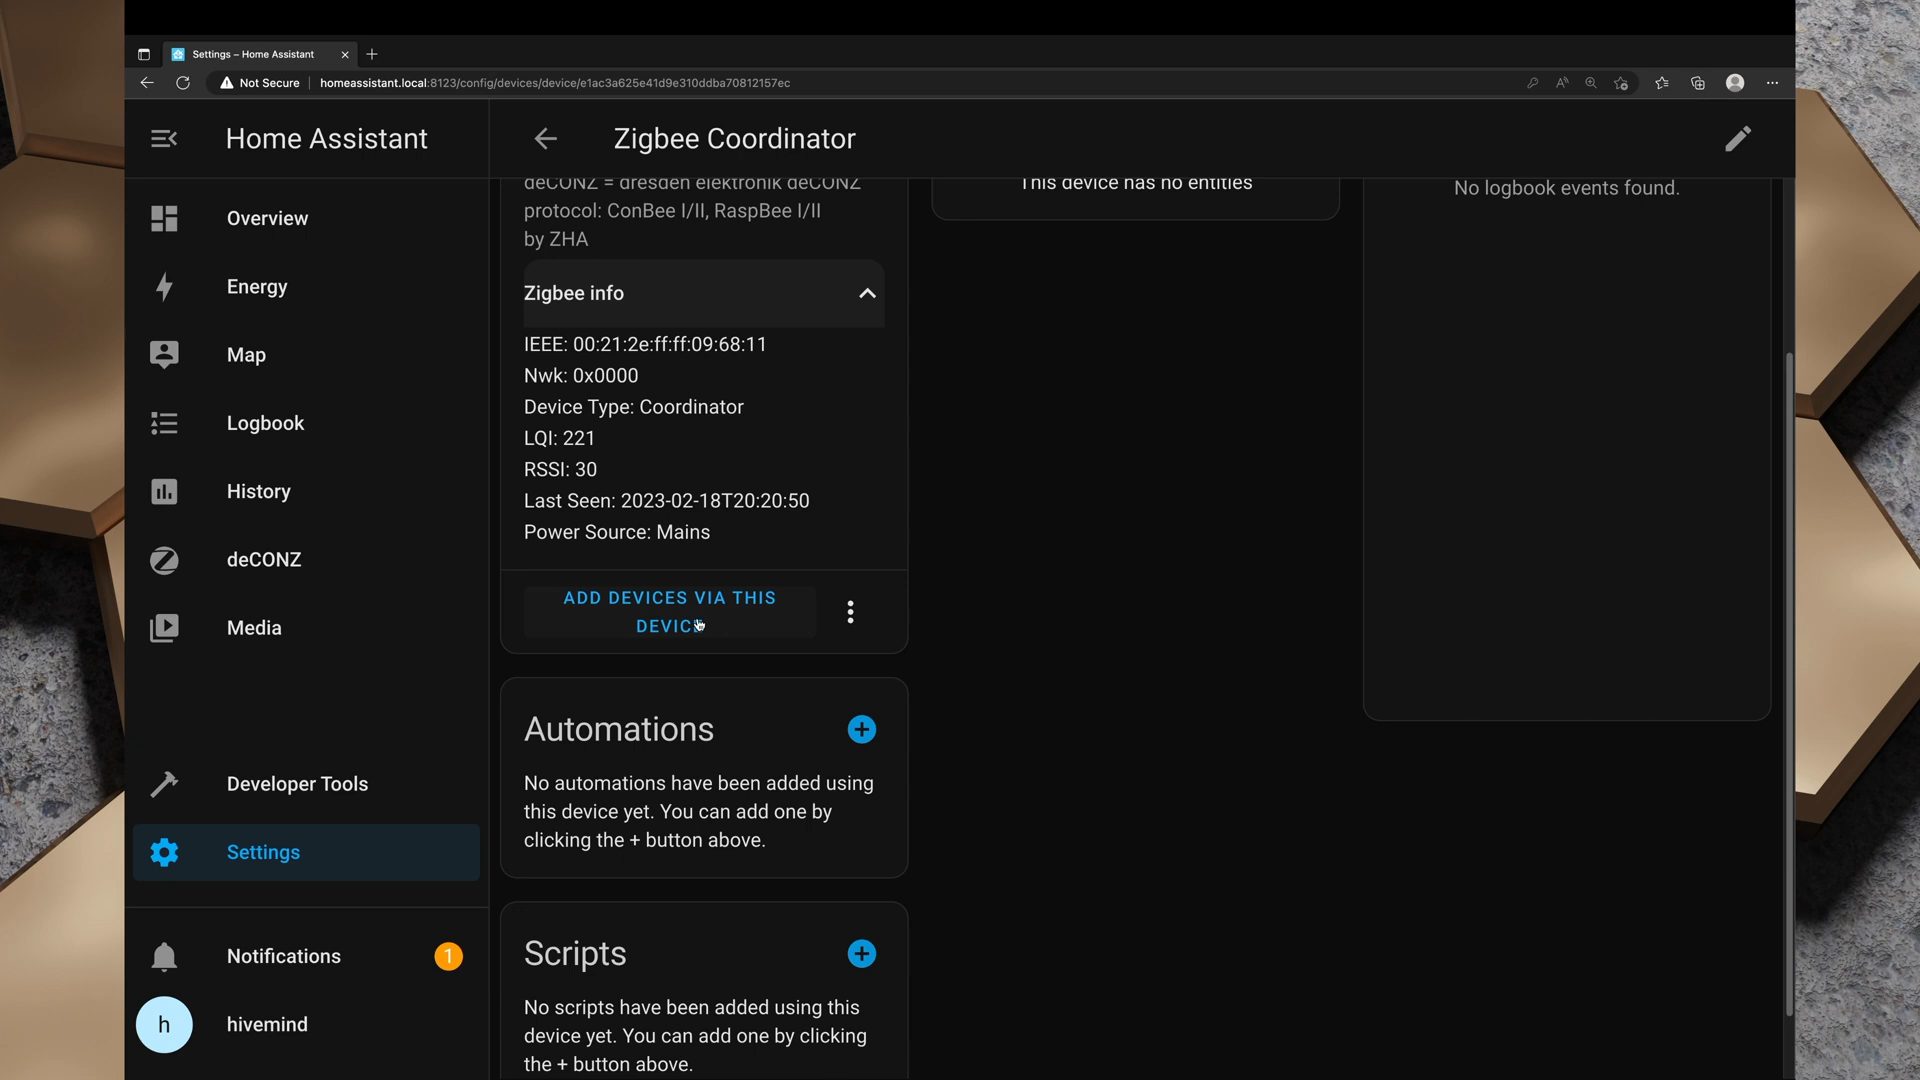 Settings – Home Assistant
Not Secure
homeassistant.local:8123/config/devices/device/e1ac3a625e41d9e310ddba70812157ec
Home Assistant
Zigbee Coordinator
Overview
Energy
Map
Logbook
History
deCONZ
Media
Developer Tools
Settings
Notifications
1
h
hivemind
deCONZ = dresden elektronik deCONZ
protocol: ConBee I/II, RaspBee I/II
by ZHA
Zigbee info
IEEE: 00:21:2e:ff:ff:09:68:11
Nwk: 0x0000
Device Type: Coordinator
LQI: 221
RSSI: 30
Last Seen: 2023-02-18T20:20:50
Power Source: Mains
ADD DEVICES VIA THIS
DEVICE
Automations
No automations have been added using
this device yet. You can add one by
clicking the + button above.
Scripts
No scripts have been added using this
device yet. You can add one by clicking
the + button above.
This device has no entities
No logbook events found.